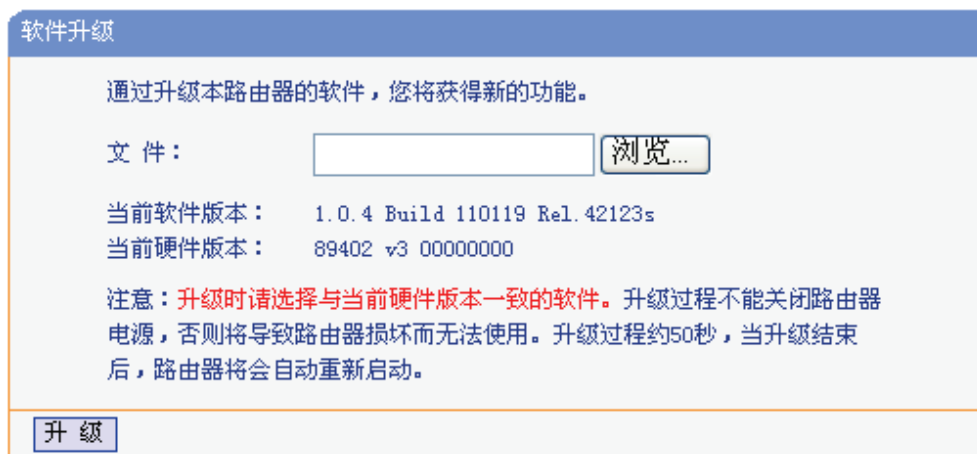 软件升级
通过升级本路由器的软件，您将获得新的功能。
文 件： 浏览...
当前软件版本： 1.0.4 Build 110119 Rel.42123s
当前硬件版本： 89402 v3 00000000
注意：升级时请选择与当前硬件版本一致的软件。升级过程不能关闭路由器
电源，否则将导致路由器损坏而无法使用。升级过程约50秒，当升级结束
后，路由器将会自动重新启动。
升 级